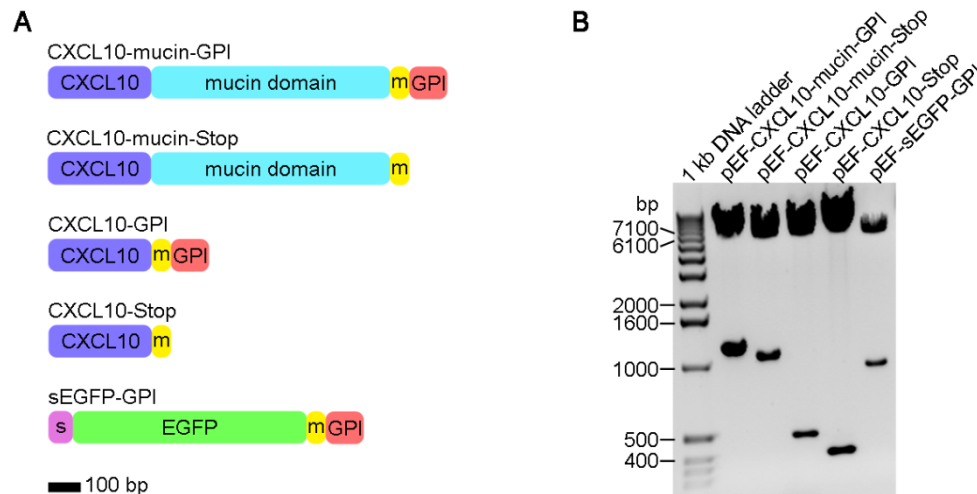 A
CXCL10-mucin-GPI
CXCL10 mucin domain m GPI
CXCL10-mucin-Stop
CXCL10 mucin domain m
CXCL10-GPI
CXCL10 m GPI
CXCL10-Stop
CXCL10 m
sEGFP-GPI
s EGFP m GPI
100 bp
B
1 kb DNA ladder
pEF-CXCL10-mucin-GPI
pEF-CXCL10-mucin-Stop
pEF-CXCL10-GPI
pEF-CXCL10-Stop
pEF-sEGFP-GPI
bp
7100
6100
2000
1600
1000
500
400